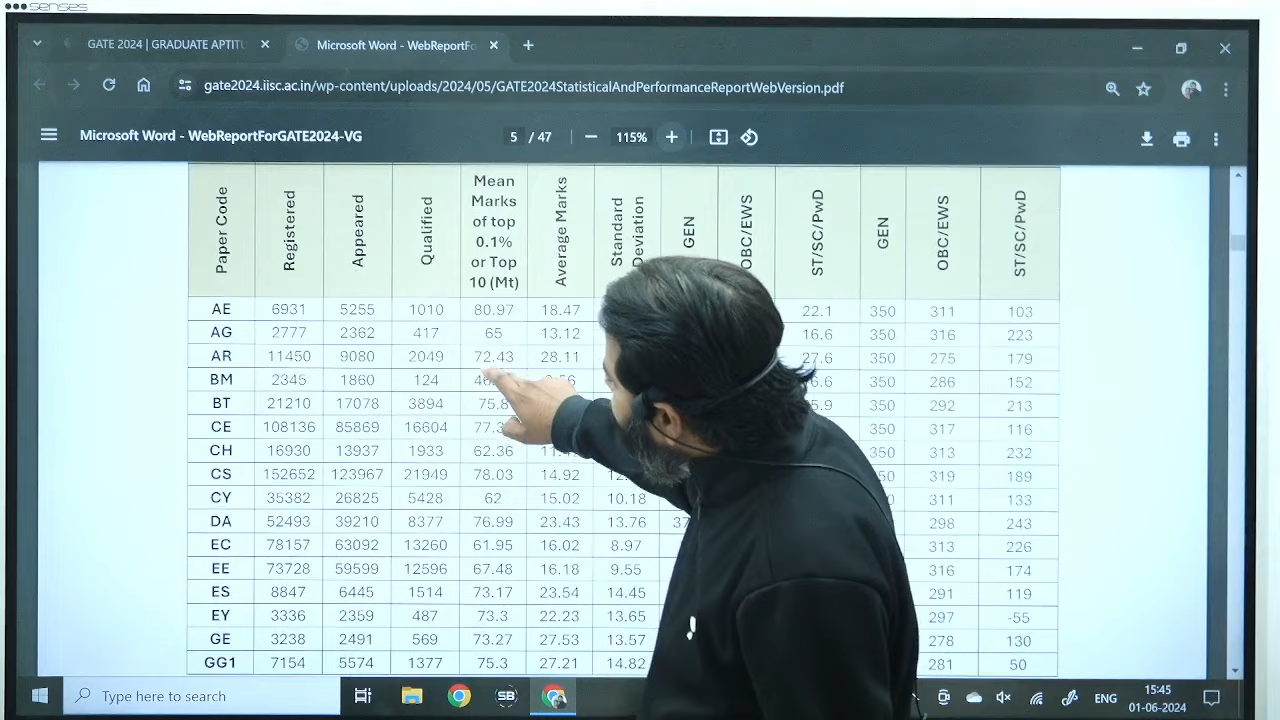 senses
GATE 2024 | GRADUATE APTITU
Microsoft Word - WebReportFo
gate2024.iisc.ac.in/wp-content/uploads/2024/05/GATE2024StatisticalAndPerformanceReportWebVersion.pdf
Microsoft Word - WebReportForGATE2024-VG
5 / 47
115%
Paper Code Registered Appeared Qualified Mean Marks of top 0.1% or Top 10 (Mt) Average Marks Standard Deviation GEN OBC/EWS ST/SC/PwD GEN OBC/EWS ST/SC/PwD
AE 6931 5255 1010 80.97 18.47 22.1 350 311 103
AG 2777 2362 417 65 13.12 16.6 350 316 223
AR 11450 9080 2049 72.43 28.11 27.6 350 275 179
BM 2345 1860 124 350 286 152
BT 21210 17078 3894 75.8 350 292 213
CE 108136 85869 16604 350 317 116
CH 16930 13937 1933 62.36 350 313 232
CS 152652 123967 21949 78.03 14.92 319 189
CY 35382 26825 5428 62 15.02 10.18 311 133
DA 52493 39210 8377 76.99 23.43 13.76 37 298 243
EC 78157 63092 13260 61.95 16.02 8.97 313 226
EE 73728 59599 12596 67.48 16.18 9.55 316 174
ES 8847 6445 1514 73.17 23.54 14.45 291 119
EY 3336 2359 487 73.3 22.23 13.65 297 -55
GE 3238 2491 569 73.27 27.53 13.57 278 130
GG1 7154 5574 1377 75.3 27.21 14.82 281 50
Type here to search
SB
ENG
15:45
01-06-2024